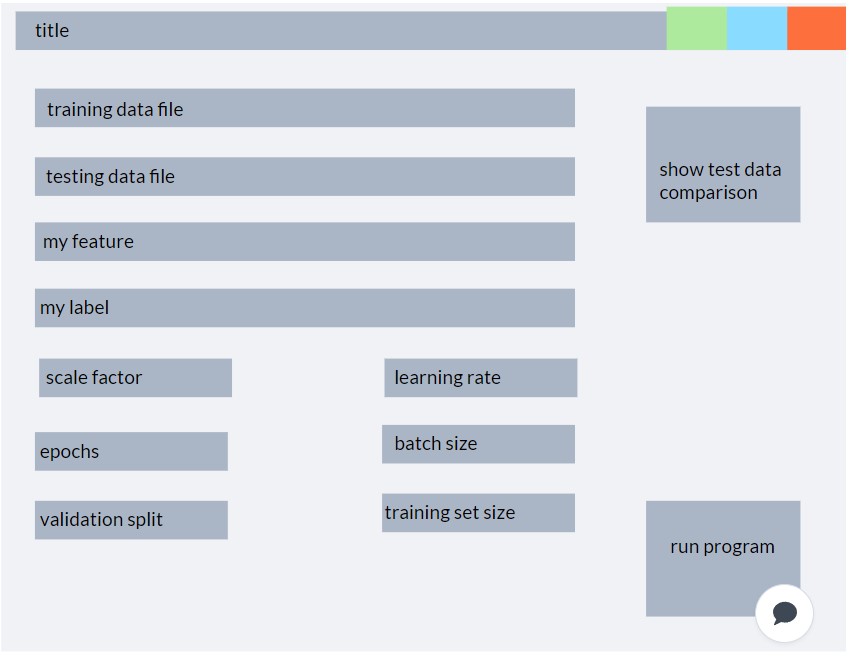 title
training data file
testing data file
my feature
my label
scale factor
learning rate
epochs
batch size
validation split
training set size
show test data
comparison
run program